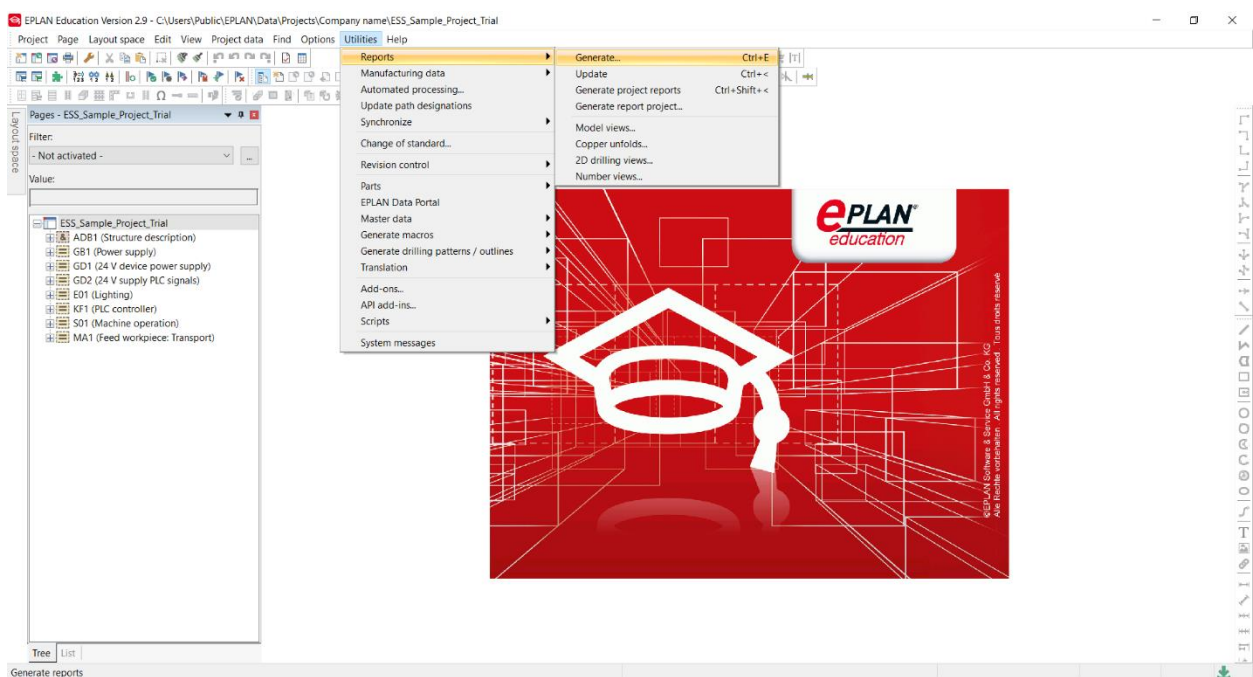 EPLAN Education Version 2.9 - C:\Users\Public\EPLAN\Data\Projects\Company name\ESS_Sample_Project_Trial
Project Page Layout space Edit View Project data Find Options Utilities Help
Layout space
Pages - ESS_Sample_Project_Trial
Filter:
- Not activated -
...
Value:
ESS_Sample_Project_Trial
ADB1 (Structure description)
GB1 (Power supply)
GD1 (24 V device power supply)
GD2 (24 V supply PLC signals)
E01 (Lighting)
KF1 (PLC controller)
S01 (Machine operation)
MA1 (Feed workpiece: Transport)
Tree List
Reports
Manufacturing data
Automated processing...
Update path designations
Synchronize
Change of standard...
Revision control
Parts
EPLAN Data Portal
Master data
Generate macros
Generate drilling patterns / outlines
Translation
Add-ons...
API add-ins...
Scripts
System messages
Generate... Ctrl+E
Update Ctrl+<
Generate project reports Ctrl+Shift+<
Generate report project...
Model views...
Copper unfolds...
2D drilling views...
Number views...
ePLAN®
education
©EPLAN Software & Service GmbH & Co. KG
Alle Rechte vorbehalten . All rights reserved . Tous droits reservé
T
Generate reports